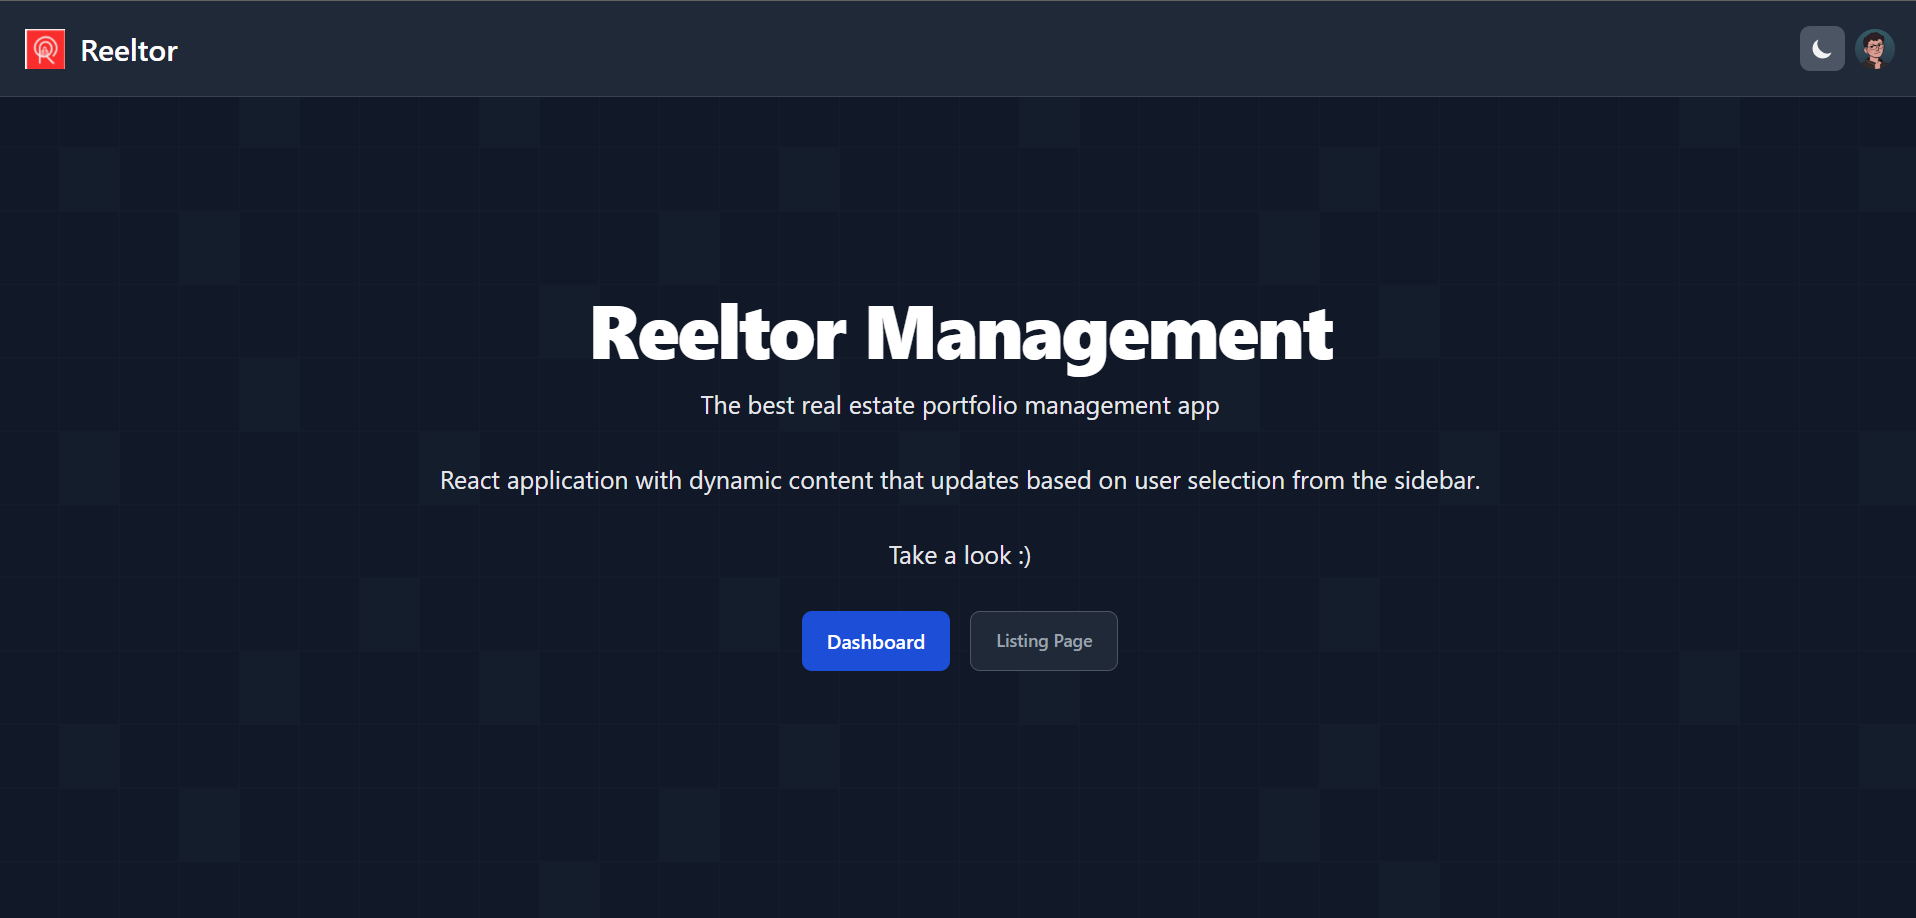 Reeltor
Reeltor Management
The best real estate portfolio management app
React application with dynamic content that updates based on user selection from the sidebar.
Take a look :)
Dashboard
Listing Page